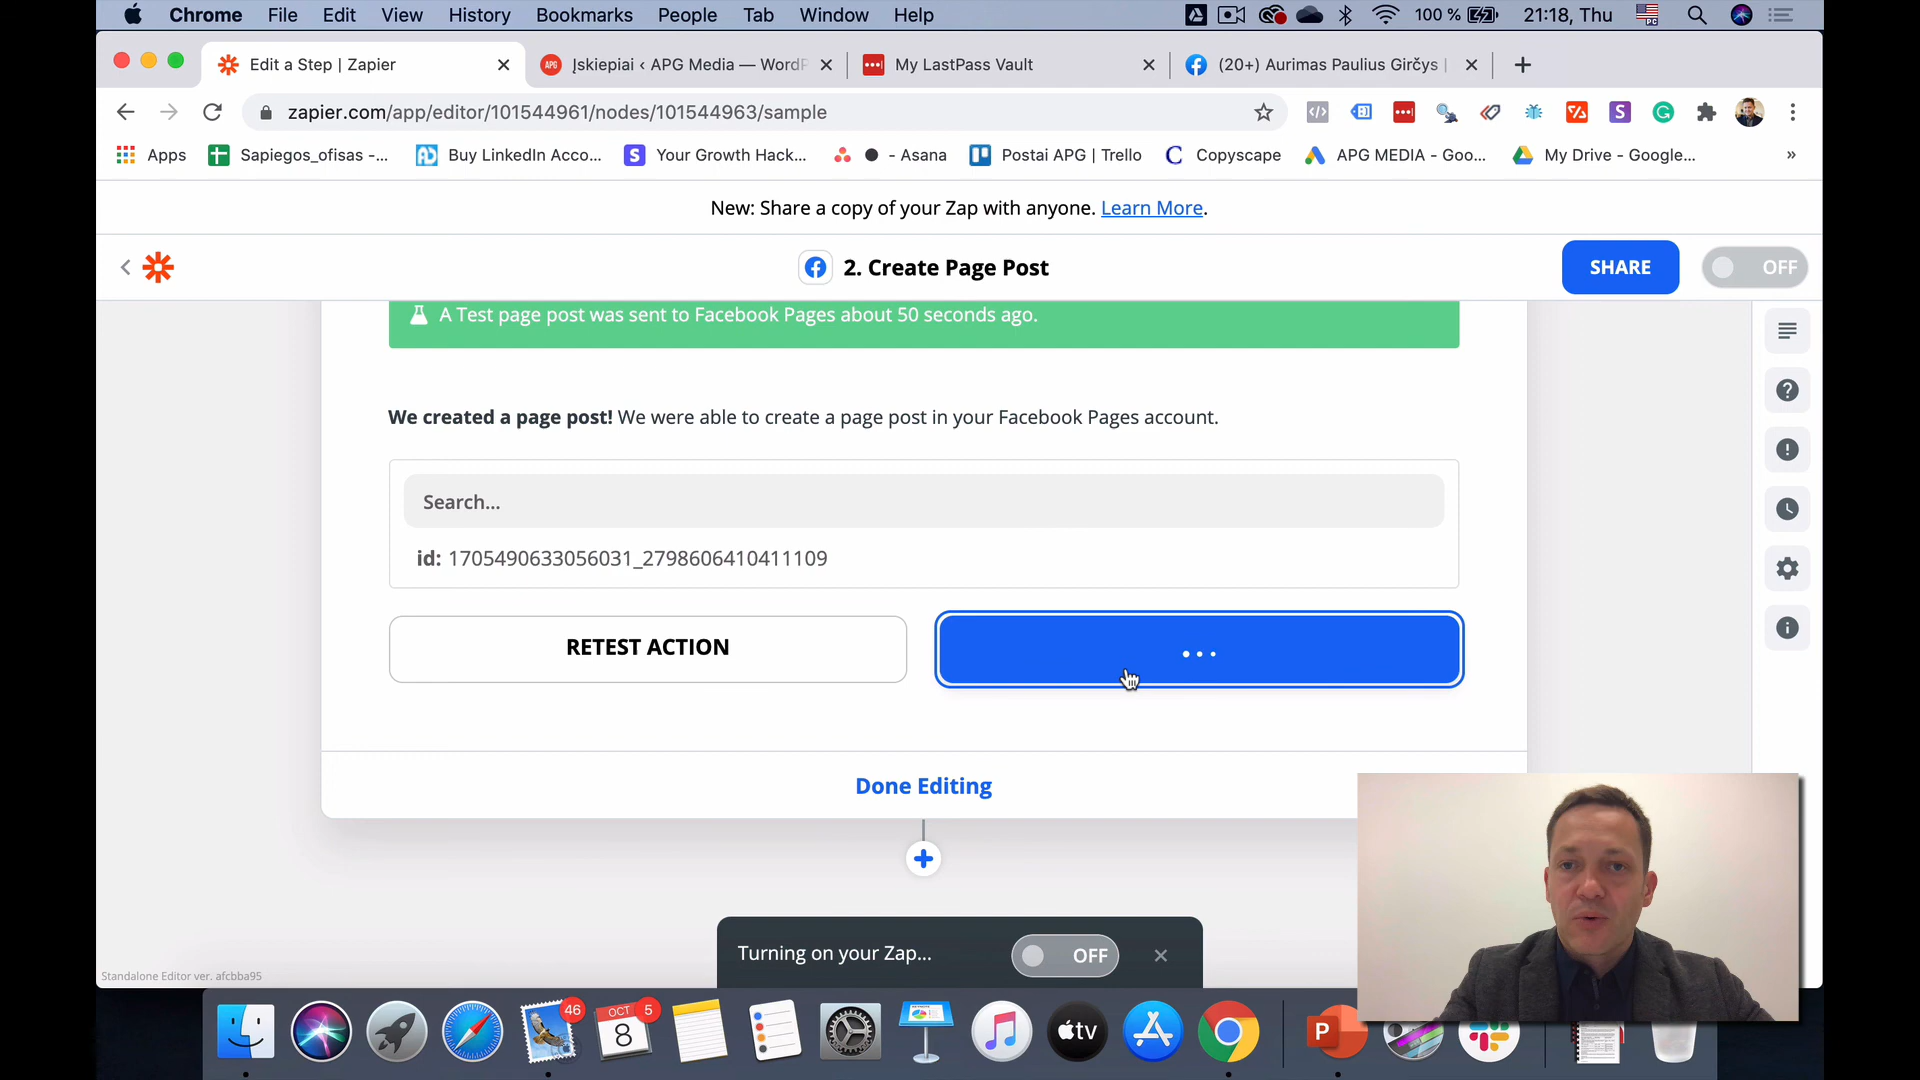 Chrome File Edit View History Bookmarks People Tab Window Help 100 % 21:18, Thu
Edit a Step | Zapier Įskiepiai ‹ APG Media — WordP My LastPass Vault (20+) Aurimas Paulius Girčys |
zapier.com/app/editor/101544961/nodes/101544963/sample
Apps Sapiegos_ofisas -... Buy LinkedIn Acco... Your Growth Hack... - Asana Postai APG | Trello Copyscape APG MEDIA - Goo... My Drive - Google... »
New: Share a copy of your Zap with anyone. Learn More.
2. Create Page Post SHARE OFF
A Test page post was sent to Facebook Pages about 50 seconds ago.
We created a page post! We were able to create a page post in your Facebook Pages account.
Search...
id: 1705490633056031_2798606410411109
RETEST ACTION ...
Done Editing
Turning on your Zap... OFF
Standalone Editor ver. afcbba95
46 OCT 8 5 tv P